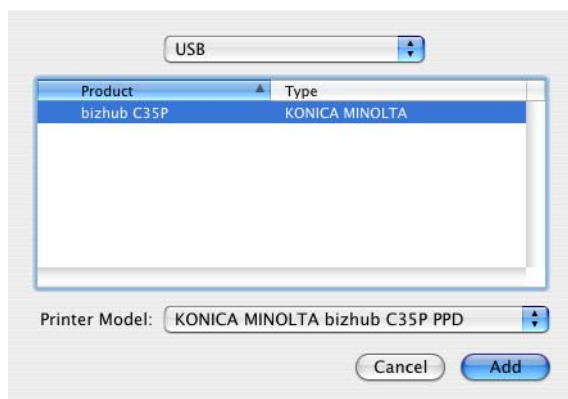 USB
Product Type
bizhub C35P KONICA MINOLTA
Printer Model: KONICA MINOLTA bizhub C35P PPD
Cancel Add